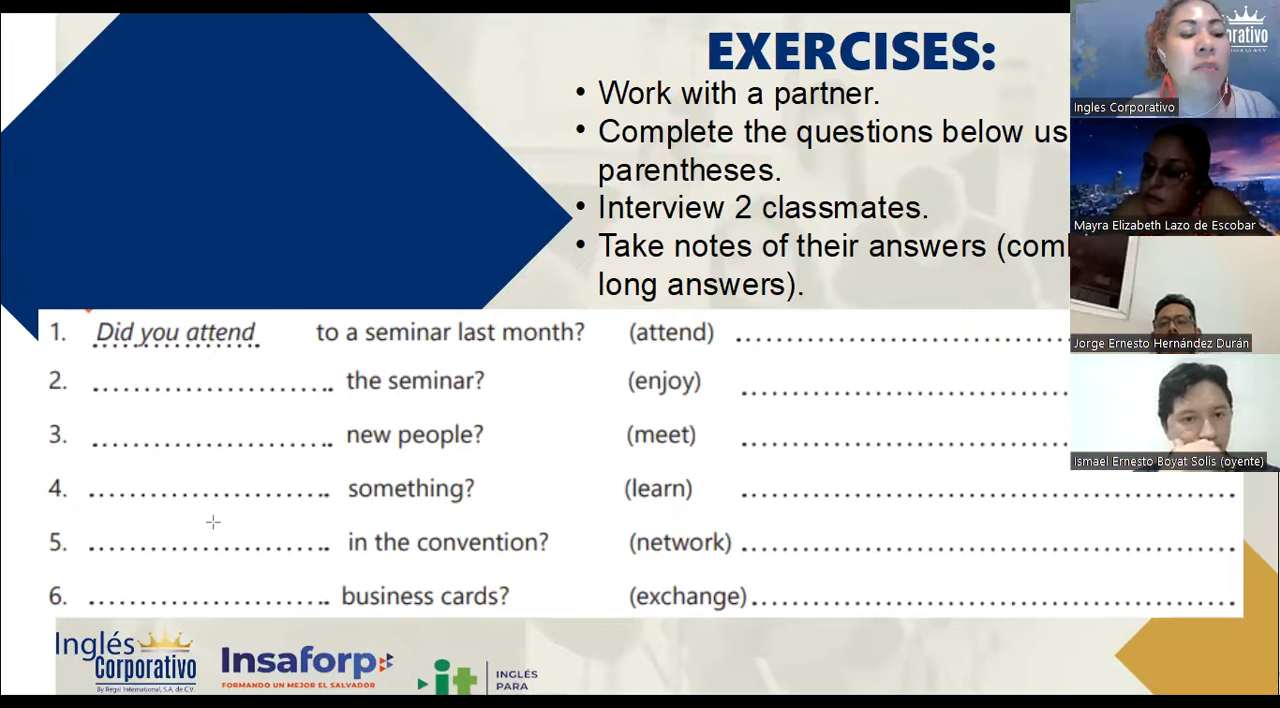 EXERCISES:
• Work with a partner.
• Complete the questions below us
parentheses.
• Interview 2 classmates.
• Take notes of their answers (com
long answers).
1. Did you attend to a seminar last month? (attend)
2. the seminar? (enjoy)
3. new people? (meet)
4. something? (learn)
5. in the convention? (network)
6. business cards? (exchange)
Inglés
Corporativo
By Regal International, S.A. de C.V.
Insaforp
FORMANDO UN MEJOR EL SALVADOR
it
INGLÉS
PARA
orativo
Ingles Corporativo
Mayra Elizabeth Lazo de Escobar
Jorge Ernesto Hernández Durán
Ismael Ernesto Boyat Solis (oyente)